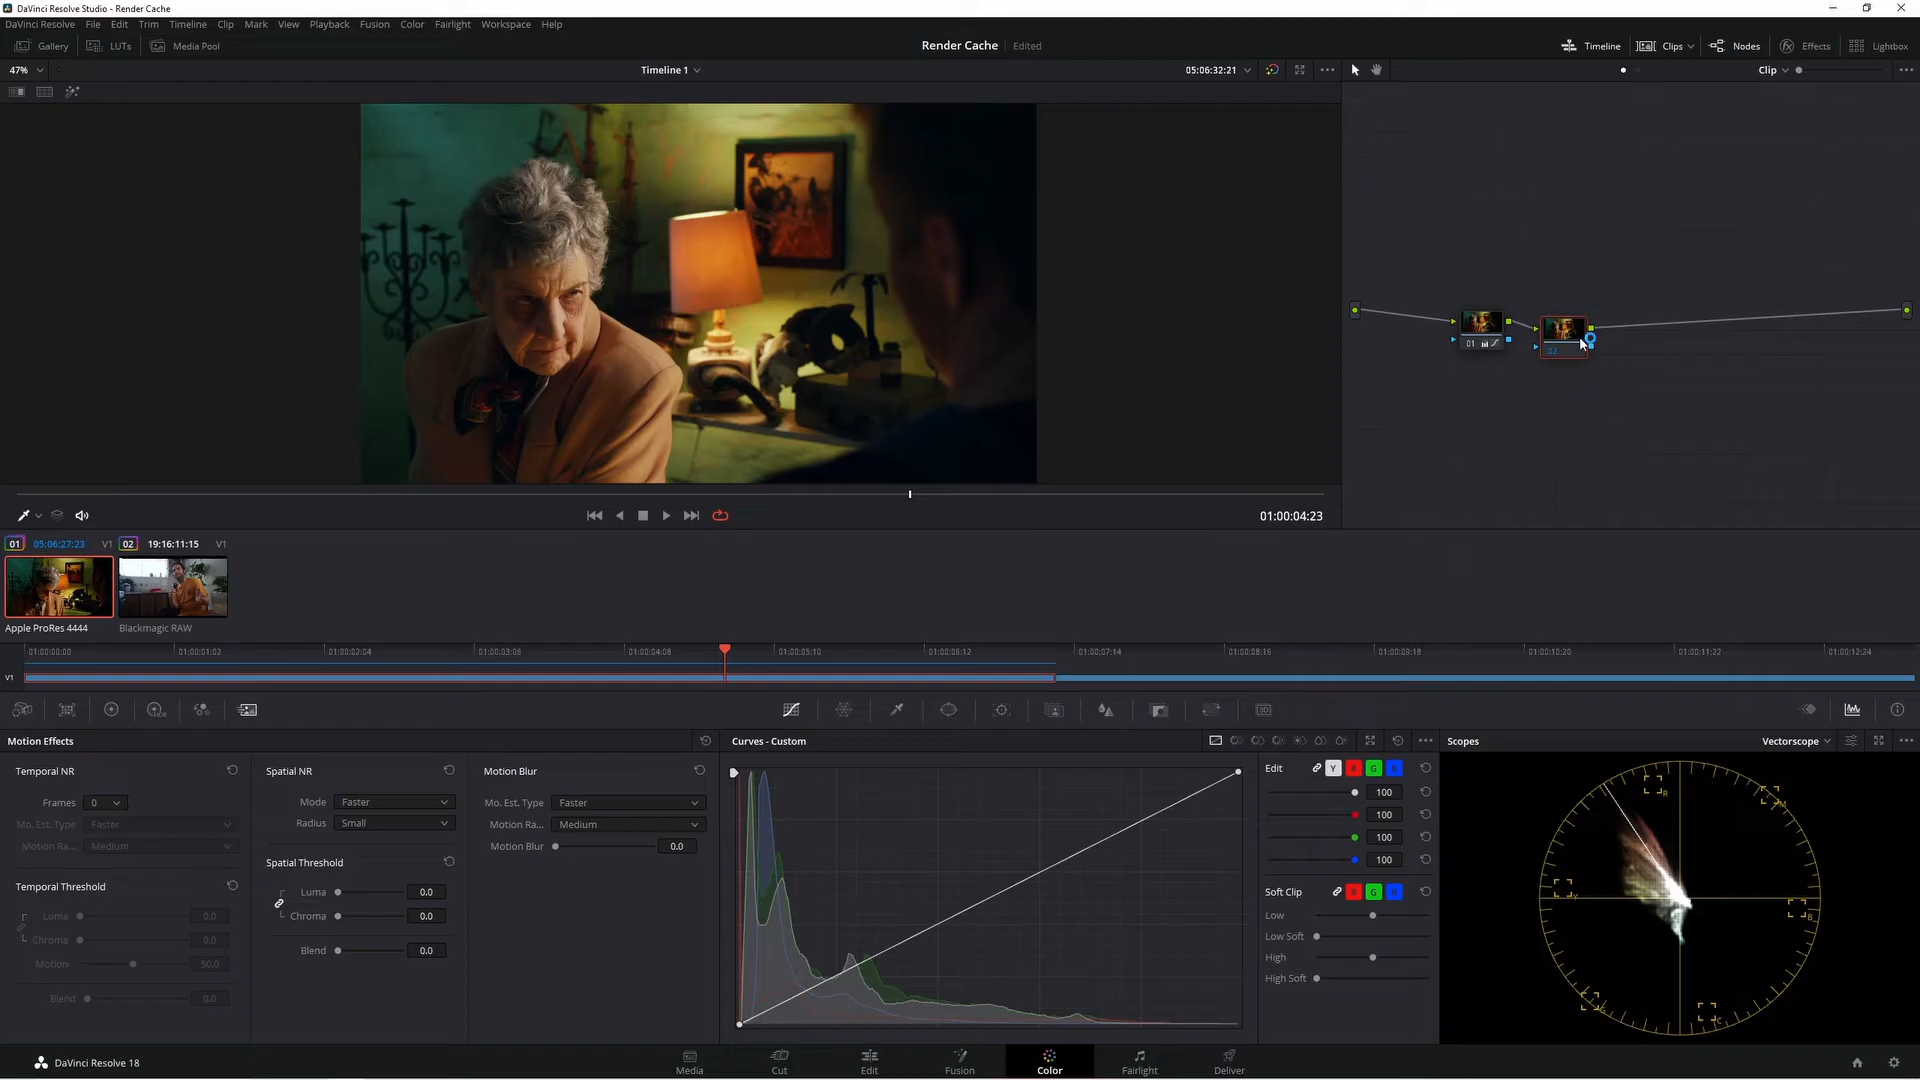 DaVinci Resolve Studio - Render Cache
DaVinci Resolve File Edit Trim Timeline Clip Mark View Playback Fusion Color Fairlight Workspace Help
Gallery LUTs Media Pool Render Cache Edited Timeline Clips Nodes Effects Lightbox
47% Timeline 1 05:06:32:21 Clip
01 02
01:00:04:23
01 05:06:27:23 V1 02 19:16:11:15 V1
Apple ProRes 4444 Blackmagic RAW
01:00:00:00 01:00:01:02 01:00:02:04 01:00:03:06 01:00:04:08 01:00:05:10 01:00:06:12 01:00:07:14 01:00:08:16 01:00:09:18 01:00:10:20 01:00:11:22 01:00:12:24
V1
HDR 3D
Motion Effects Curves - Custom Scopes Vectorscope
Temporal NR Spatial NR Motion Blur Edit Y R G B
Frames 0 Mode Faster Mo. Est. Type Faster 100
Mo. Est. Type Faster Radius Small Motion Ra... Medium 100
Motion Ra... Medium Motion Blur 0.0 100
Spatial Threshold 100
Temporal Threshold Luma 0.0 Soft Clip R G B
Luma 0.0 Chroma 0.0 Low
Chroma 0.0 Low Soft
Motion 50.0 Blend 0.0 High
Blend 0.0 High Soft
R M B C G Y
DaVinci Resolve 18 Media Cut Edit Fusion Color Fairlight Deliver